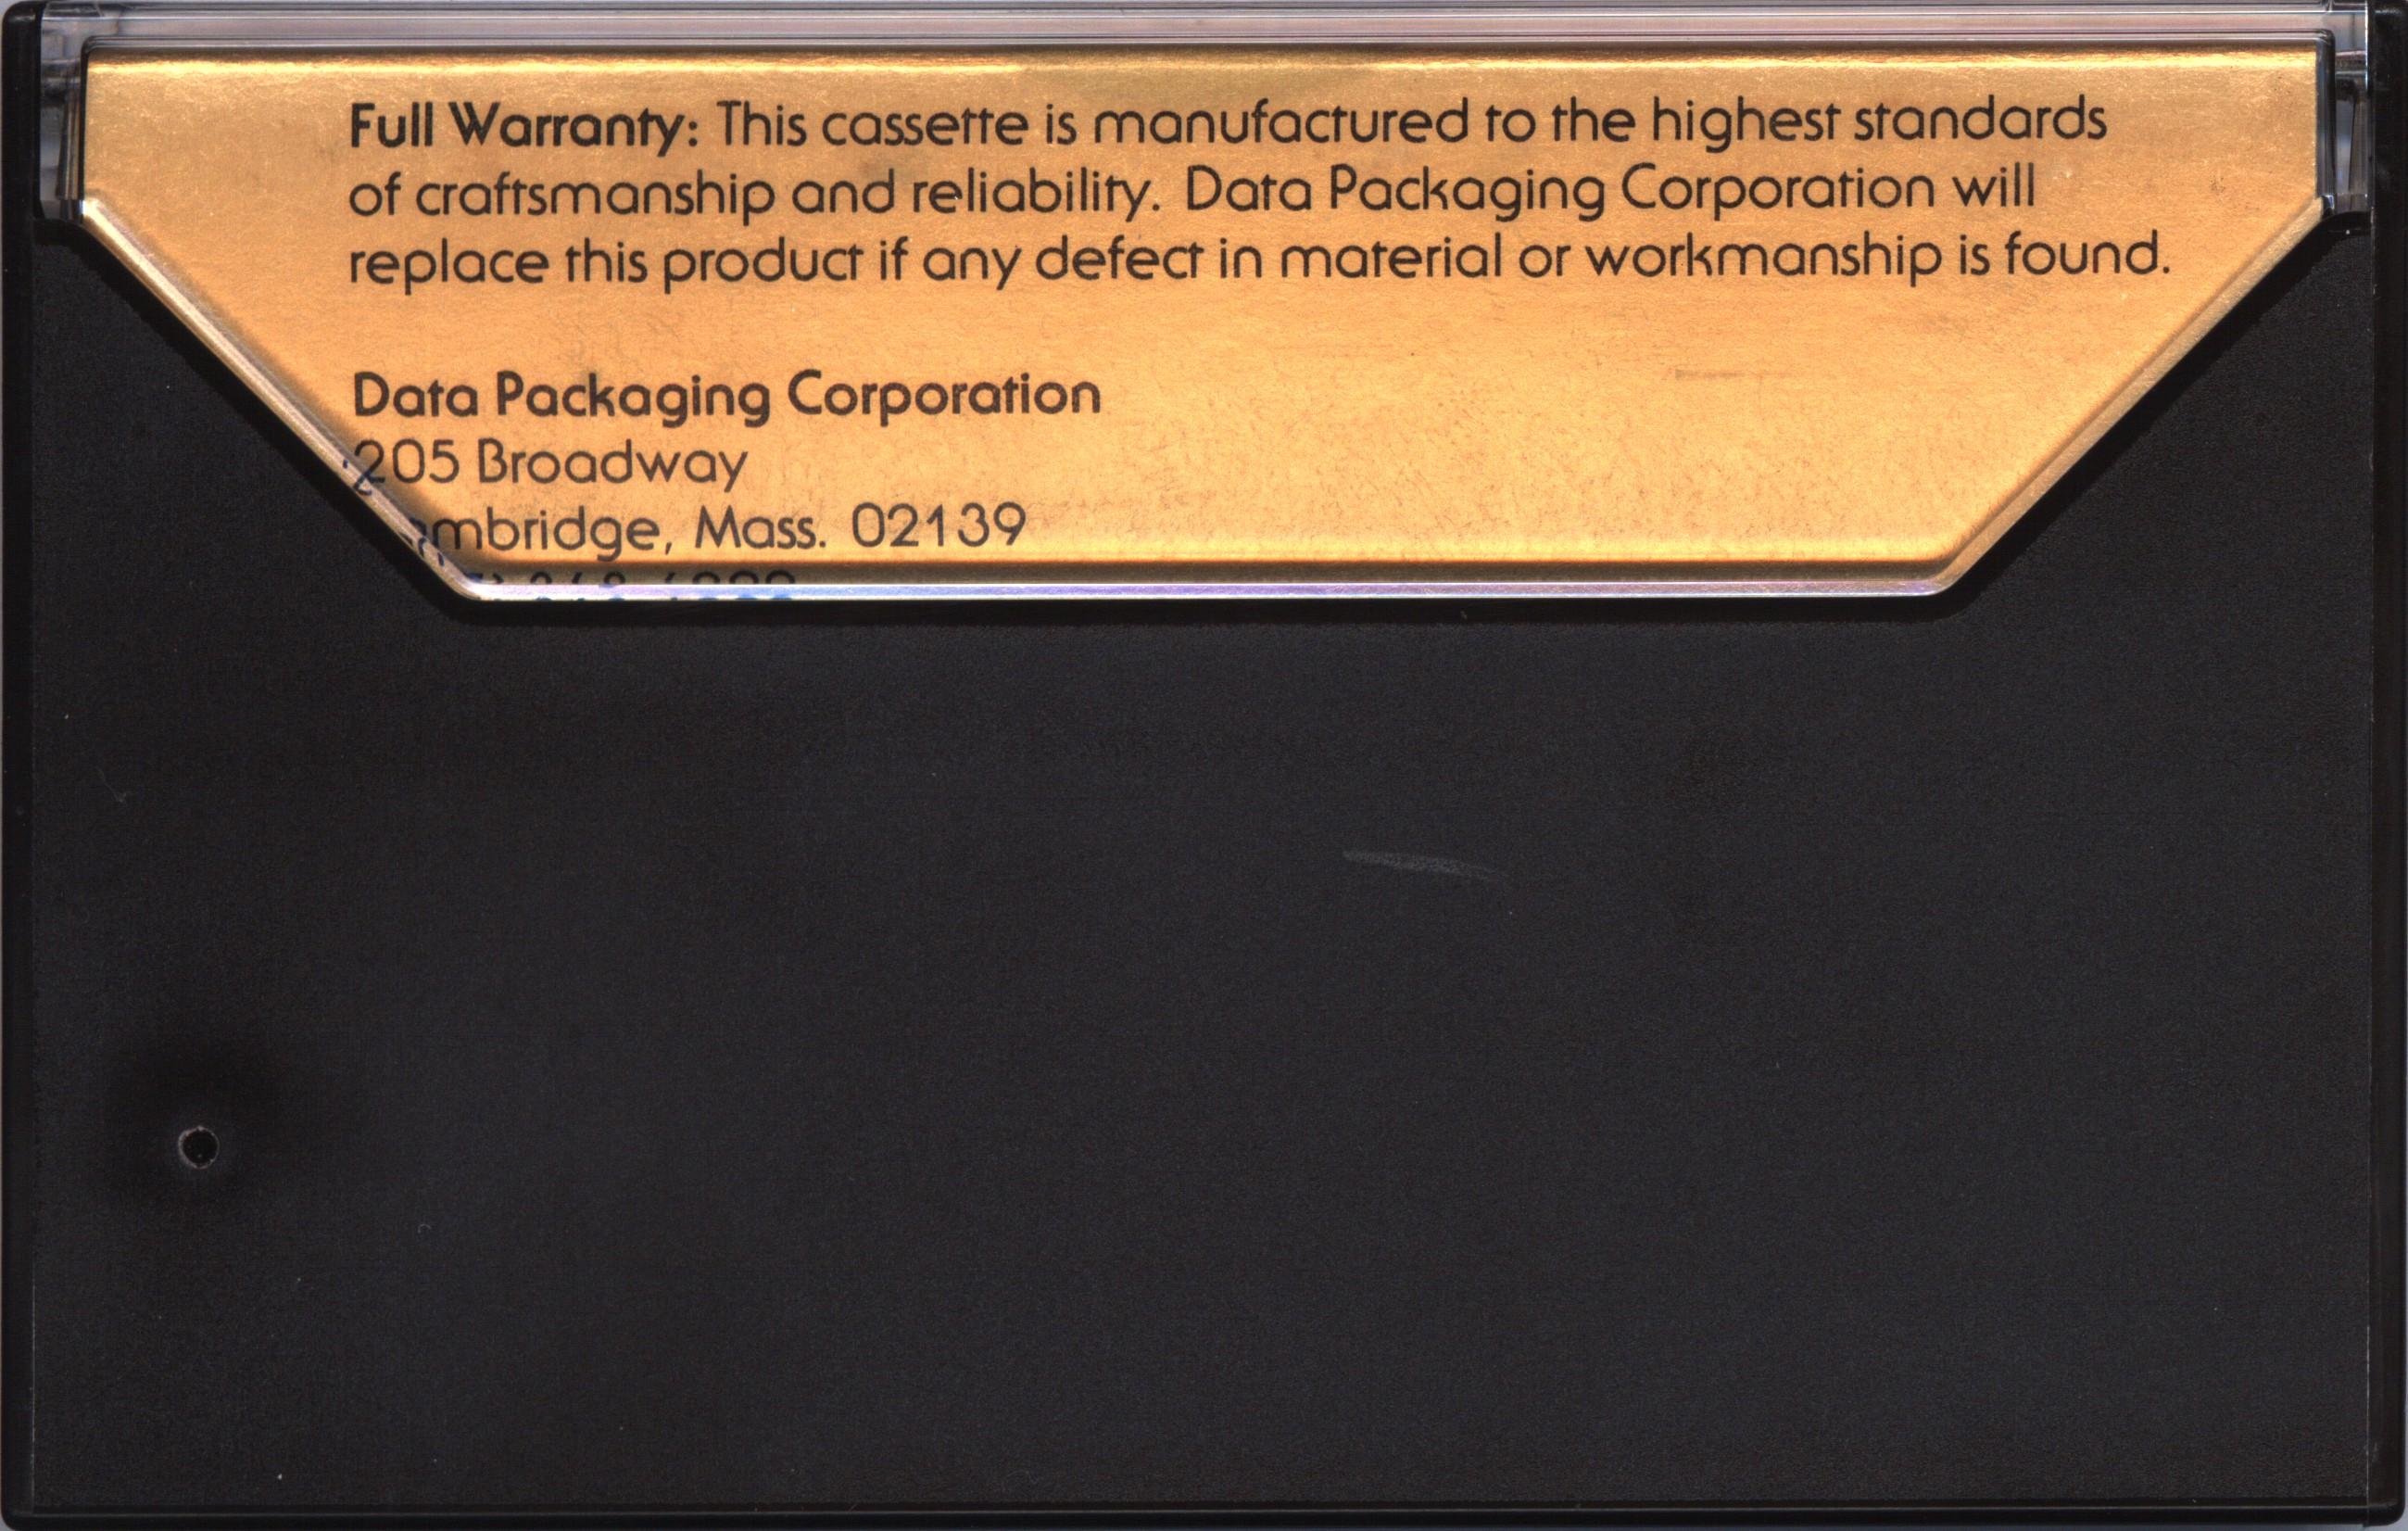 Full Warranty: This cassette is manufactured to the highest standards
of craftsmanship and reliability. Data Packaging Corporation will
replace this product if any defect in material or workmanship is found.
Data Packaging Corporation
205 Broadway
ambridge, Mass. 02139